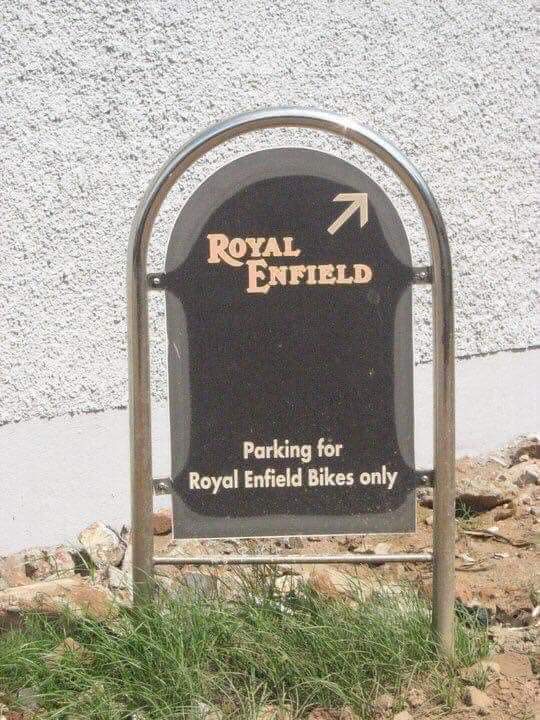 ROYAL
ENFIELD
Parking for
Royal Enfield Bikes only